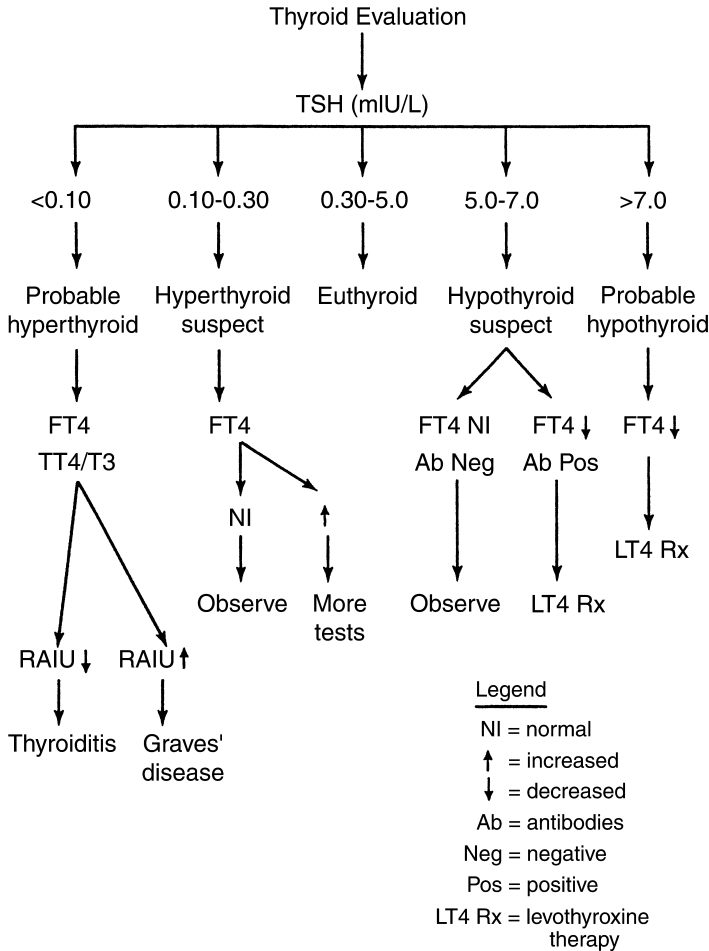 Thyroid Evaluation
TSH (mIU/L)
<0.10 0.10-0.30 0.30-5.0 5.0-7.0 >7.0
Probable Hyperthyroid Euthyroid Hypothyroid Probable
hyperthyroid suspect suspect hypothyroid
FT4 FT4 FT4 NI FT4↓ FT4↓
TT4/T3 Ab Neg Ab Pos
NI ↑
LT4 Rx
Observe More Observe LT4 Rx
tests
RAIU↓ RAIU↑
Thyroiditis Graves'
disease
Legend
NI = normal
↑ = increased
↓ = decreased
Ab = antibodies
Neg = negative
Pos = positive
LT4 Rx = levothyroxine
therapy